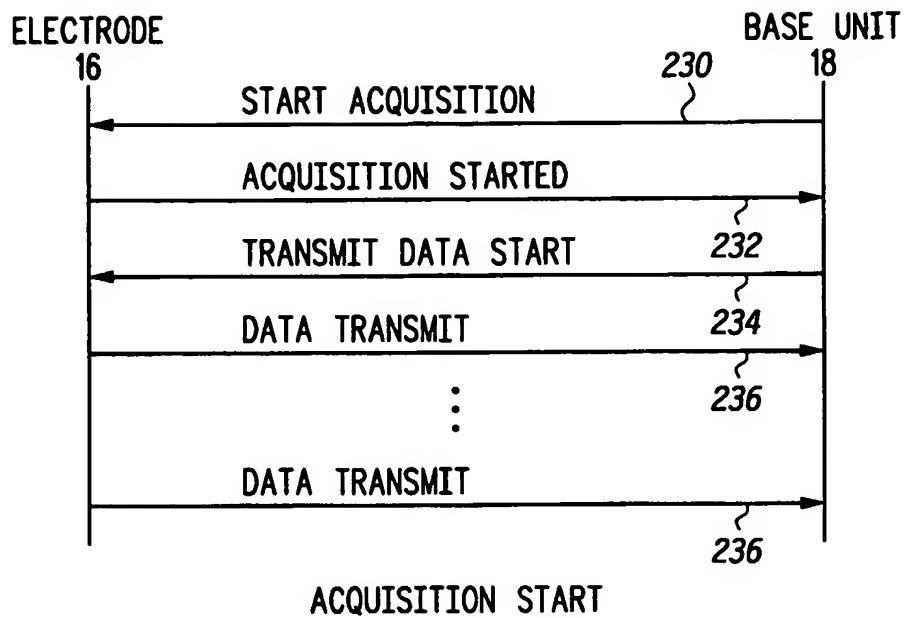 ELECTRODE
16
BASE UNIT
18
230
START ACQUISITION
ACQUISITION STARTED
232
TRANSMIT DATA START
234
DATA TRANSMIT
236
DATA TRANSMIT
236
ACQUISITION START